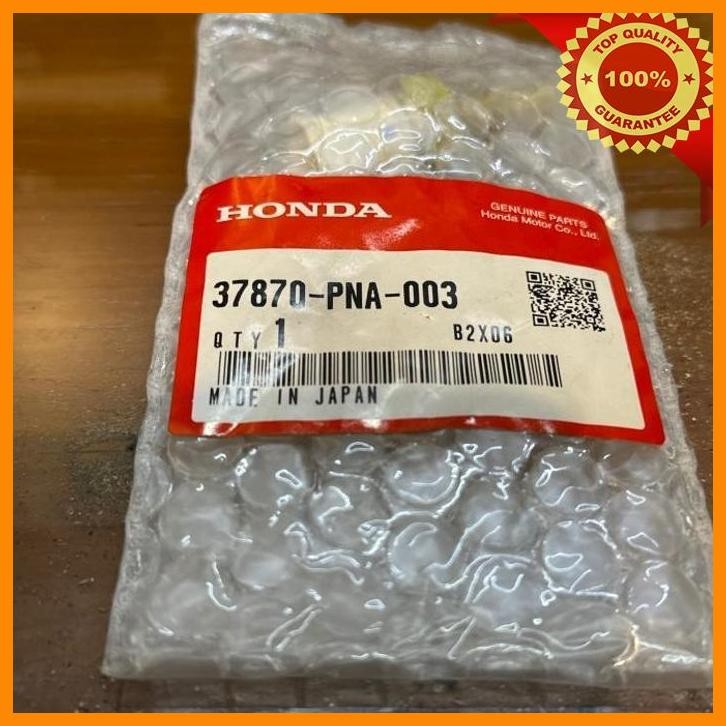 TOP QUALITY
100%
GUARANTEE
HONDA
GENUINE PARTS
Honda Motor Co., Ltd.
37870-PNA-003
QTY 1
B2X06
MADE IN JAPAN